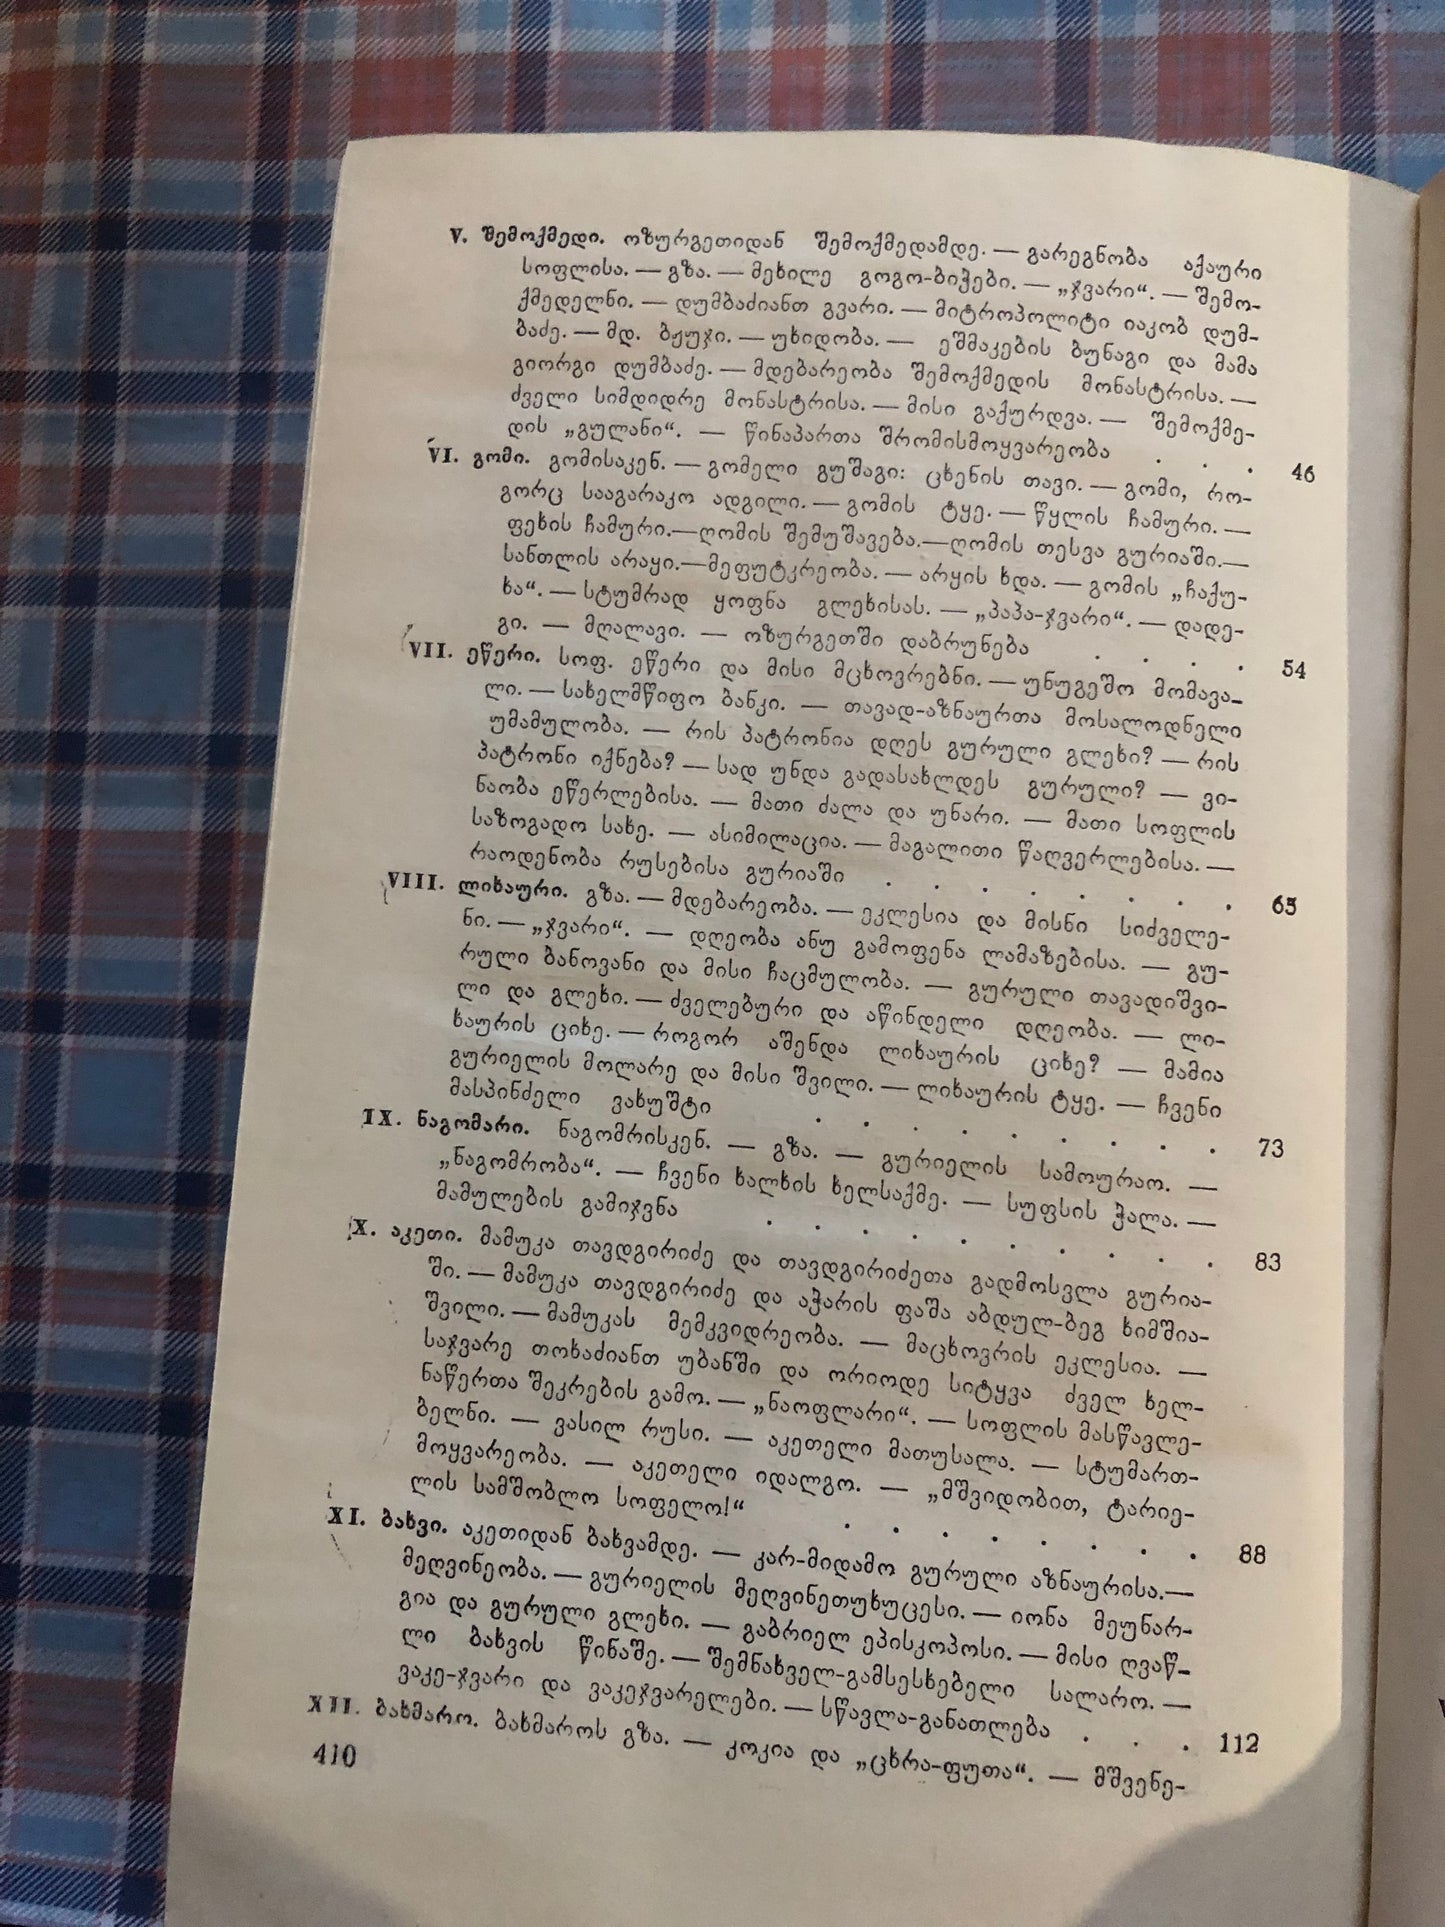 V. შემოქმედი. ოზურგეთიდან შემოქმედამდე. — გარეგნობა აქაური
სოფლისა. — გზა. — მეხილე გოგო-ბიჭები. — „ჯვარი“. — შემო-
ქმედელნი. — დუმბაძიანთ გვარი. — მიტროპოლიტი იაკობ დუმ-
ბაძე. — მდ. ბჟუჯი. — უხიდობა. — ეშმაკების ბუნაგი და მამა
გიორგი დუმბაძე. — მდებარეობა შემოქმედის მონასტრისა. —
ძველი სიმდიდრე მონასტრისა. — მისი გაქურდვა. — შემოქმე-
დის „გულანი“. — წინაპართა შრომისმოყვარეობა . . . 46
VI. გომი. გომისაკენ. — გომელი გუშაგი: ცხენის თავი. — გომი, რო-
გორც სააგარაკო ადგილი. — გომის ტყე. — წყლის ჩამური. —
ფეხის ჩამური.—ღომის შემუშავება.—ღომის თესვა გურიაში.—
სანთლის არაყი.—მეფუტკრეობა. — არყის ხდა. — გომის „ჩაქუ-
ხა“. — სტუმრად ყოფნა გლეხისას. — „პაპა-ჯვარი“. — დადე-
გი. — მღალავი. — ოზურგეთში დაბრუნება . . . . 54
VII. ეწერი. სოფ. ეწერი და მისი მცხოვრებნი. — უნუგეშო მომავა-
ლი. — სახელმწიფო ბანკი. — თავად-აზნაურთა მოსალოდნელი
უმამულობა. — რის პატრონია დღეს გურული გლეხი? — რის
პატრონი იქნება? — სად უნდა გადასახლდეს გურული? — ვი-
ნაობა ეწერლებისა. — მათი ძალა და უნარი. — მათი სოფლის
საზოგადო სახე. — ასიმილაცია. — მაგალითი წაღვერლებისა. —
რაოდენობა რუსებისა გურიაში . . . . . . . . 65
VIII. ლიხაური. გზა. — მდებარეობა. — ეკლესია და მისნი სიძველე-
ნი. — „ჯვარი“. — დღეობა ანუ გამოფენა ლამაზებისა. — გუ-
რული ბანოვანი და მისი ჩაცმულობა. — გურული თავადიშვი-
ლი და გლეხი. — ძველებური და აწინდელი დღეობა. — ლი-
ხაურის ციხე. — როგორ აშენდა ლიხაურის ციხე? — მამია
გურიელის მოლარე და მისი შვილი. — ლიხაურის ტყე. — ჩვენი
მასპინძელი ვახუშტი . . . . . . . . . 73
IX. ნაგომარი. ნაგომრისკენ. — გზა. — გურიელის სამოურაო. —
„ნაგომრობა“. — ჩვენი ხალხის ხელსაქმე. — სუფსის ჭალა. —
მამულების გამიჯვნა . . . . . . . . . . 83
X. აკეთი. მამუკა თავდგირიძე და თავდგირიძეთა გადმოსვლა გურია-
ში. — მამუკა თავდგირიძე და აჭარის ფაშა აბდულ-ბეგ ხიმშია-
შვილი. — მამუკას მემკვიდრეობა. — მაცხოვრის ეკლესია. —
საჯვარე თოხაძიანთ უბანში და ორიოდე სიტყვა ძველ ხელ-
ნაწერთა შეკრების გამო. — „ნაოფლარი“. — სოფლის მასწავლე-
ბელნი. — ვასილ რუსი. — აკეთელი მათუსალა. — სტუმართ-
მოყვარეობა. — აკეთელი იდალგო. — „მშვიდობით, ტარიე-
ლის სამშობლო სოფელო!“ . . . . . . . . 88
XI. ბახვი. აკეთიდან ბახვამდე. — კარ-მიდამო გურული აზნაურისა.—
მეღვინეობა. — გურიელის მეღვინეთუხუცესი. — იონა მეუნარ-
გია და გურული გლეხი. — გაბრიელ ეპისკოპოსი. — მისი ღვაწ-
ლი ბახვის წინაშე. — შემნახველ-გამსესხებელი სალარო. —
ვაკე-ჯვარი და ვაკეჯვარელები. — სწავლა-განათლება . . . 112
XII. ბახმარო. ბახმაროს გზა. — კოკია და „ცხრა-ფუთა“. — მშვენე-
410